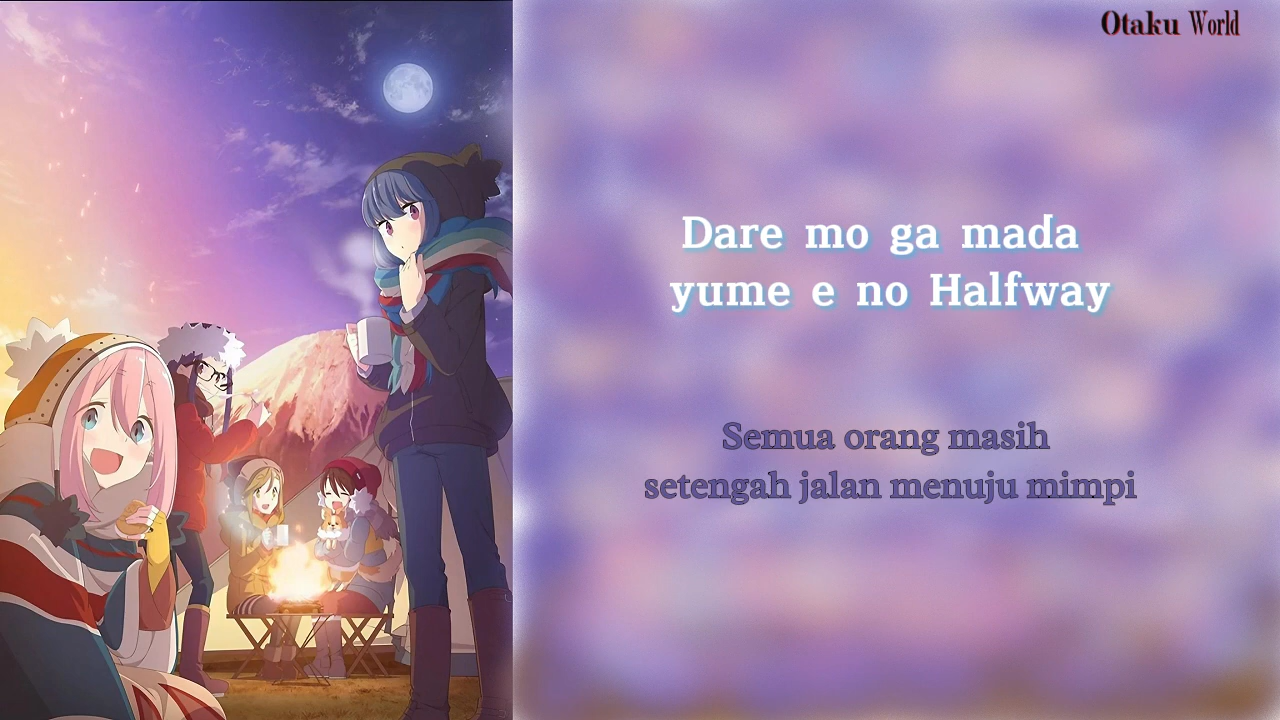 Otaku World
Dare mo ga mada
yume e no Halfway
Semua orang masih
setengah jalan menuju mimpi